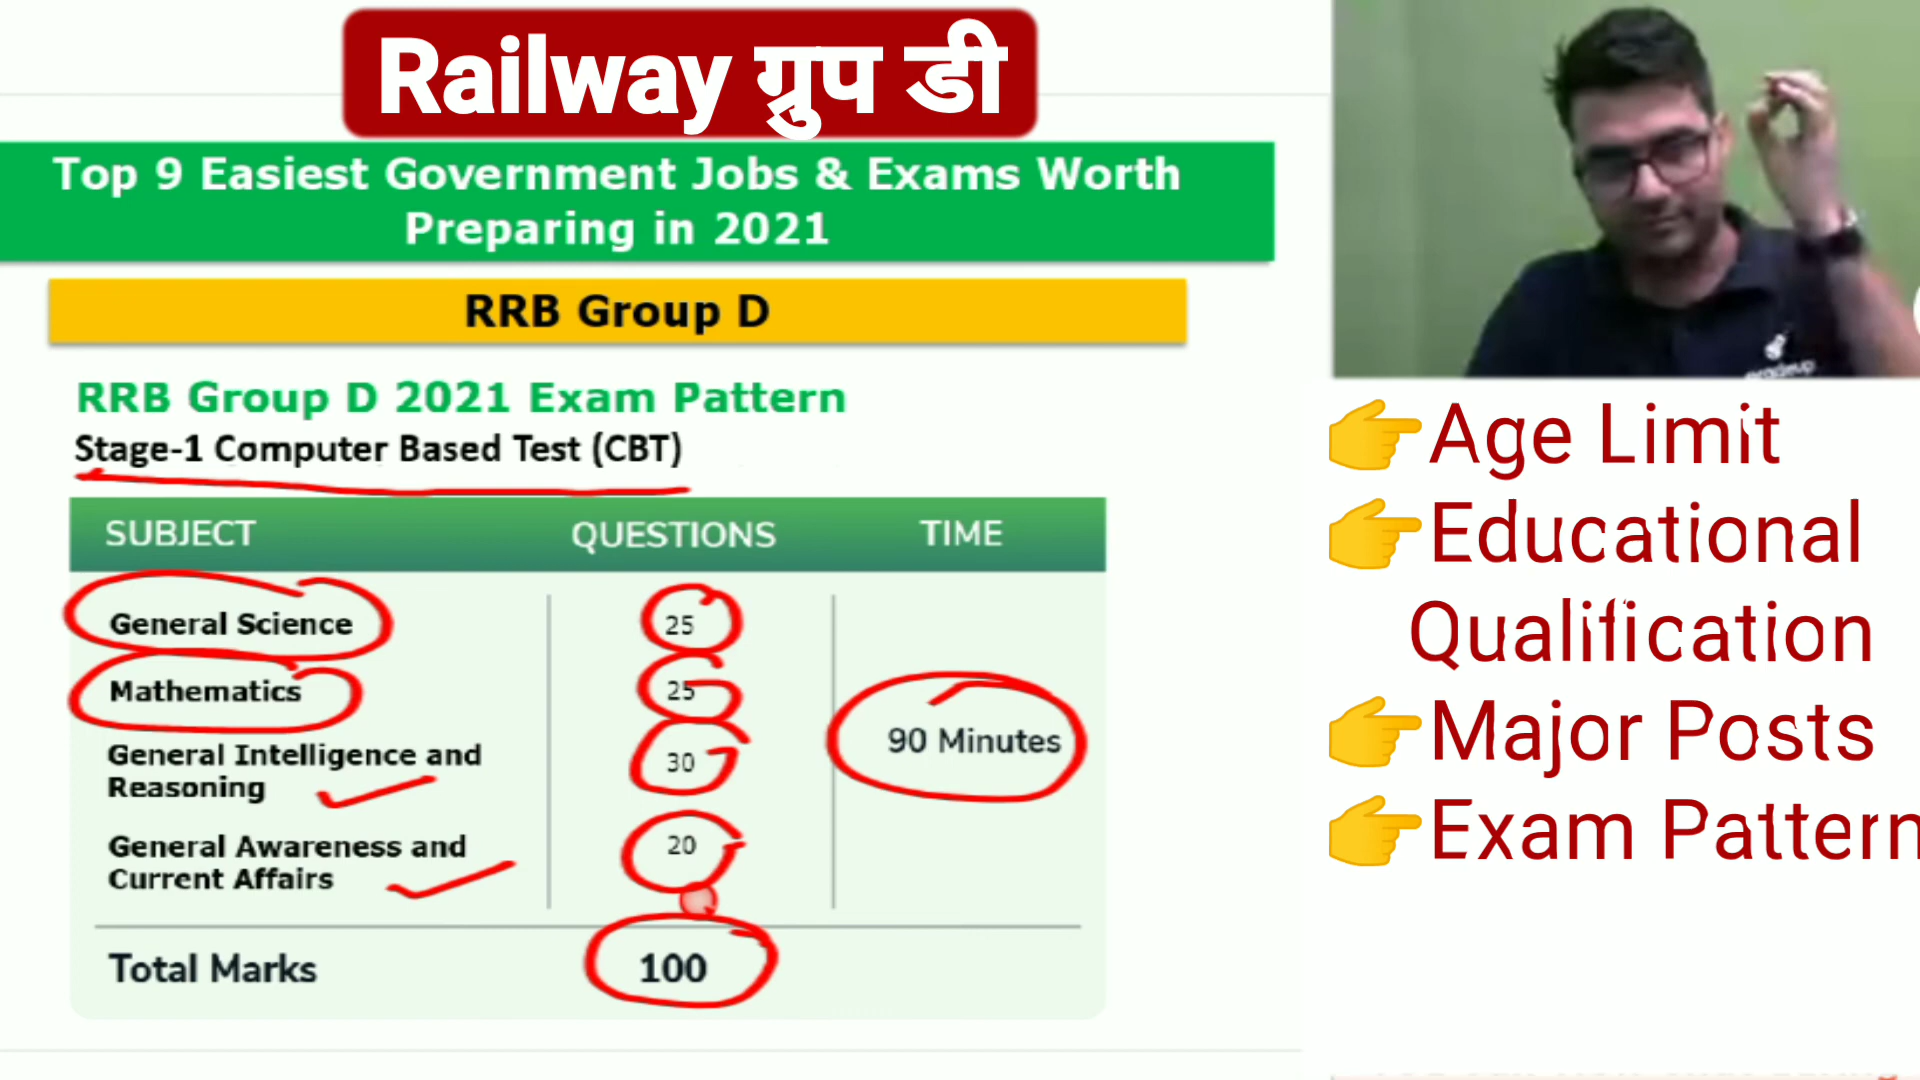 Railway ग्रुप डी
Top 9 Easiest Government Jobs & Exams Worth
Preparing in 2021
RRB Group D
RRB Group D 2021 Exam Pattern
Stage-1 Computer Based Test (CBT)
SUBJECT QUESTIONS TIME
General Science 25
Mathematics 25
90 Minutes
General Intelligence and
Reasoning 30
General Awareness and
Current Affairs 20
Total Marks 100
👉Age Limit
👉Educational
Qualification
👉Major Posts
👉Exam Pattern